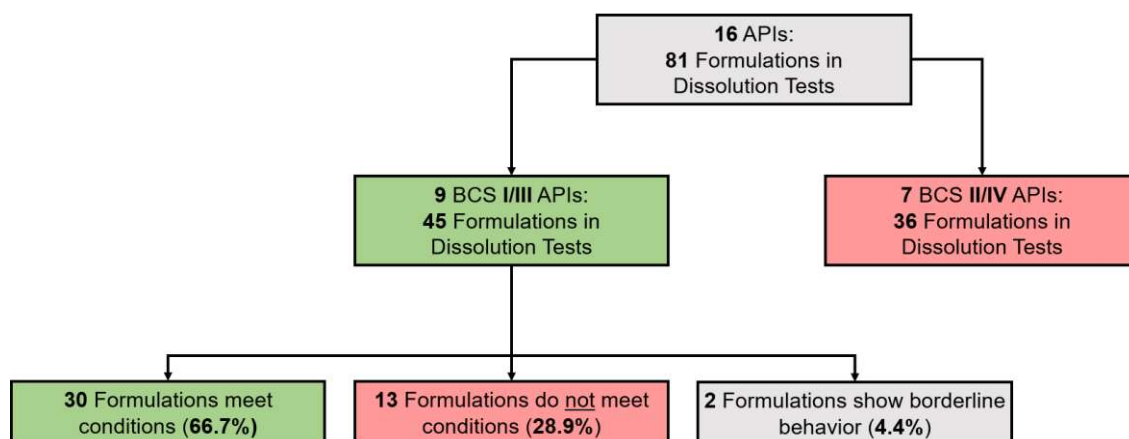 16 APIs:
81 Formulations in
Dissolution Tests
9 BCS I/III APIs:
45 Formulations in
Dissolution Tests
7 BCS II/IV APIs:
36 Formulations in
Dissolution Tests
30 Formulations meet
conditions (66.7%)
13 Formulations do not meet
conditions (28.9%)
2 Formulations show borderline
behavior (4.4%)